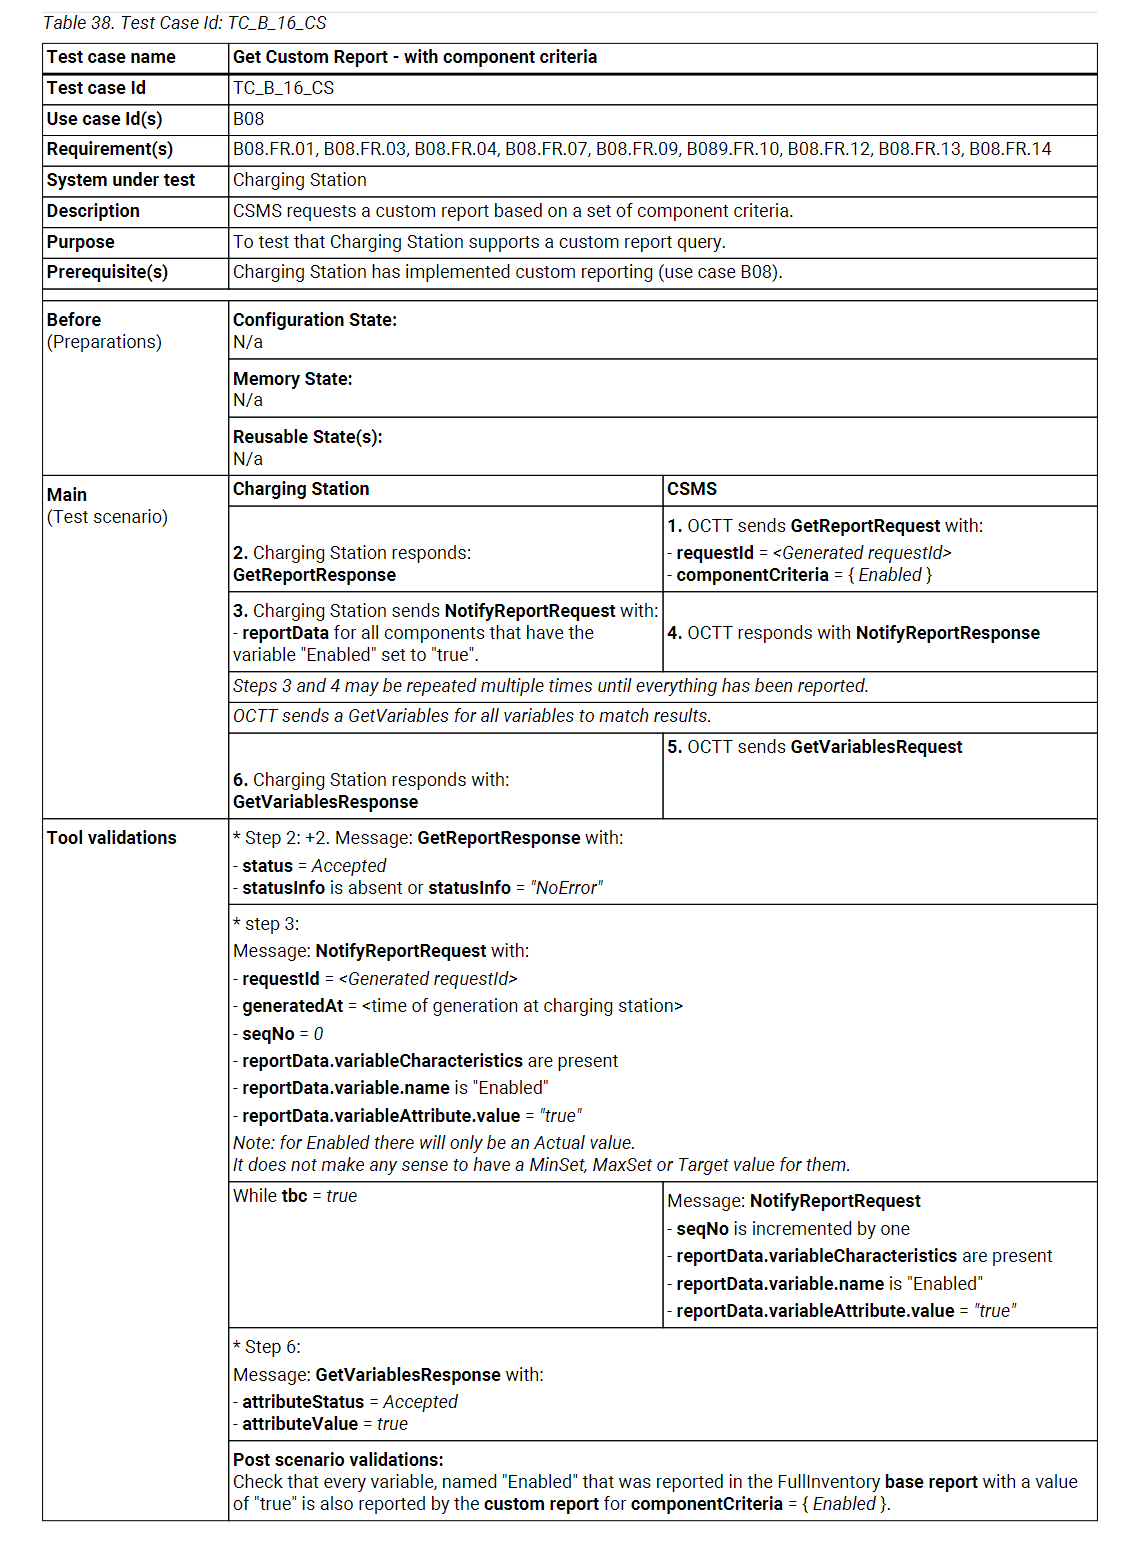 Table 38. Test Case Id: TC_B_16_CS
Test case name
Get Custom Report - with component criteria
Test case Id
TC_B_16_CS
Use case Id(s)
B08
Requirement(s)
B08.FR.01, B08.FR.03, B08.FR.04, B08.FR.07, B08.FR.09, B089.FR.10, B08.FR.12, B08.FR.13, B08.FR.14
System under test
Charging Station
Description
CSMS requests a custom report based on a set of component criteria.
Purpose
To test that Charging Station supports a custom report query.
Prerequisite(s)
Charging Station has implemented custom reporting (use case B08).
Before
(Preparations)
Configuration State:
N/a
Memory State:
N/a
Reusable State(s):
N/a
Main
(Test scenario)
Charging Station
CSMS
1. OCTT sends GetReportRequest with:
- requestId = <Generated requestId>
- componentCriteria = { Enabled }
2. Charging Station responds:
GetReportResponse
3. Charging Station sends NotifyReportRequest with:
- reportData for all components that have the
variable "Enabled" set to "true".
4. OCTT responds with NotifyReportResponse
Steps 3 and 4 may be repeated multiple times until everything has been reported.
OCTT sends a GetVariables for all variables to match results.
5. OCTT sends GetVariablesRequest
6. Charging Station responds with:
GetVariablesResponse
Tool validations
* Step 2: +2. Message: GetReportResponse with:
- status = Accepted
- statusInfo is absent or statusInfo = "NoError"
* step 3:
Message: NotifyReportRequest with:
- requestId = <Generated requestId>
- generatedAt = <time of generation at charging station>
- seqNo = 0
- reportData.variableCharacteristics are present
- reportData.variable.name is "Enabled"
- reportData.variableAttribute.value = "true"
Note: for Enabled there will only be an Actual value.
It does not make any sense to have a MinSet, MaxSet or Target value for them.
While tbc = true
Message: NotifyReportRequest
- seqNo is incremented by one
- reportData.variableCharacteristics are present
- reportData.variable.name is "Enabled"
- reportData.variableAttribute.value = "true"
* Step 6:
Message: GetVariablesResponse with:
- attributeStatus = Accepted
- attributeValue = true
Post scenario validations:
Check that every variable, named "Enabled" that was reported in the FullInventory base report with a value
of "true" is also reported by the custom report for componentCriteria = { Enabled }.